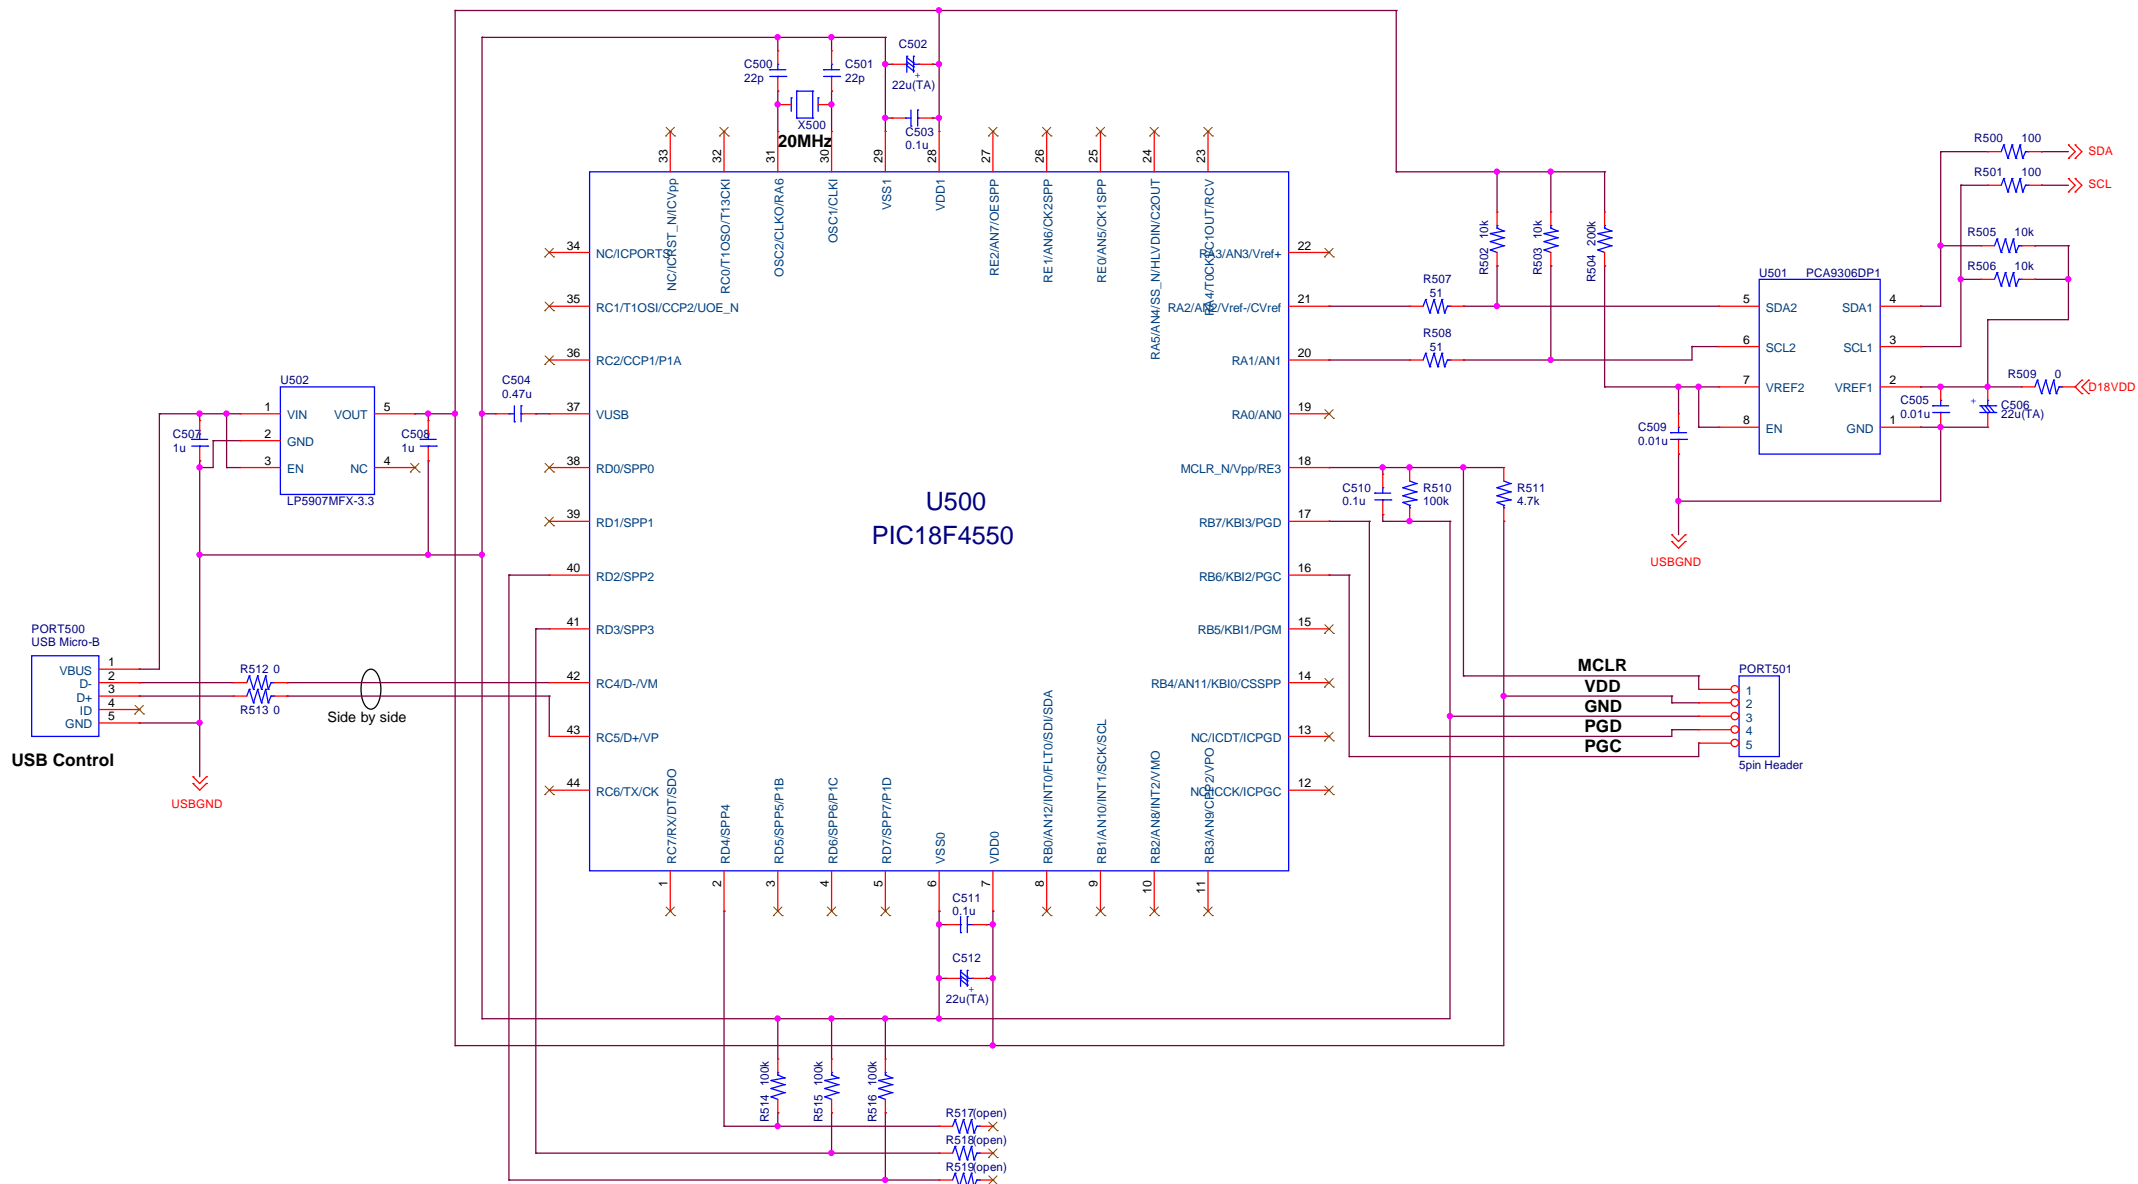 C502
C500
22p
C501
22p
22u(TA)
X500
20MHz
C503
0.1u
33
32
31
30
29
28
27
26
25
24
23
NC/ICRST_N/ICVpp
RC0/T1OSO/T13CKI
OSC2/CLKO/RA6
OSC1/CLKI
VSS1
VDD1
RE2/AN7/OESPP
RE1/AN6/CK2SPP
RE0/AN5/CK1SPP
RA5/AN4/SS_N/HLVDIN/C2OUT
RA4/T0CKI/C1OUT/RCV
34 NC/ICPORTS
35 RC1/T1OSI/CCP2/UOE_N
36 RC2/CCP1/P1A
37 VUSB
38 RD0/SPP0
39 RD1/SPP1
40 RD2/SPP2
41 RD3/SPP3
42 RC4/D-/VM
43 RC5/D+/VP
44 RC6/TX/CK
U500
PIC18F4550
RA3/AN3/Vref+ 22
RA2/AN2/Vref-/CVref 21
RA1/AN1 20
RA0/AN0 19
MCLR_N/Vpp/RE3 18
RB7/KBI3/PGD 17
RB6/KBI2/PGC 16
RB5/KBI1/PGM 15
RB4/AN11/KBI0/CSSPP 14
NC/ICDT/ICPGD 13
NC/ICCK/ICPGC 12
RC7/RX/DT/SDO
RD4/SPP4
RD5/SPP5/P1B
RD6/SPP6/P1C
RD7/SPP7/P1D
VSS0
VDD0
RB0/AN12/INT0/FLT0/SDI/SDA
RB1/AN10/INT1/SCK/SCL
RB2/AN8/INT2/VMO
RB3/AN9/CPP2/VPO
1
2
3
4
5
6
7
8
9
10
11
C504
0.47u
U502
1 VIN VOUT 5
2 GND
3 EN NC 4
LP5907MFX-3.3
C507
1u
C508
1u
PORT500
USB Micro-B
VBUS 1
D- 2
D+ 3
ID 4
GND 5
USB Control
R512 0
R513 0
Side by side
USBGND
C511
0.1u
C512
22u(TA)
R514 100k
R515 100k
R516 100k
R517(open)
R518(open)
R519(open)
R502 10k
R503 10k
R504 200k
R507
51
R508
51
C510
0.1u
R510
100k
R511
4.7k
C509
0.01u
USBGND
U501 PCA9306DP1
5 SDA2 SDA1 4
6 SCL2 SCL1 3
7 VREF2 VREF1 2
8 EN GND 1
R500 100
SDA
R501 100
SCL
R505 10k
R506 10k
R509 0
D18VDD
C505
0.01u
C506
22u(TA)
MCLR
VDD
GND
PGD
PGC
PORT501
1
2
3
4
5
5pin Header